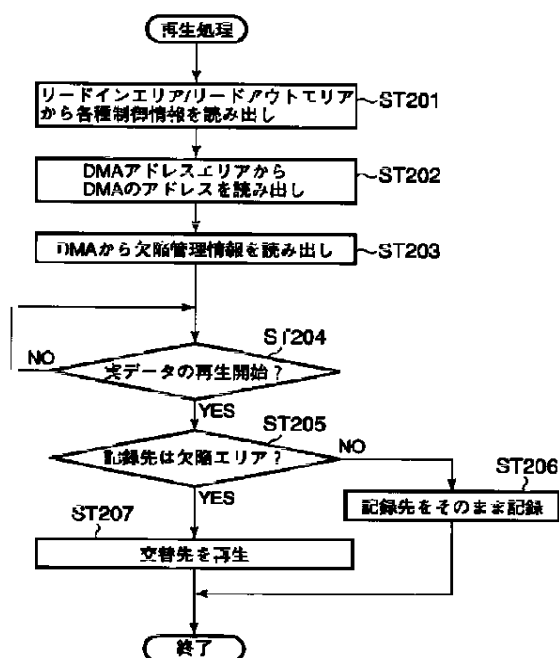 再生処理
リードインエリア/リードアウトエリア
から各種制御情報を読み出し
ST201
DMAアドレスエリアから
DMAのアドレスを読み出し
ST202
DMAから欠陥管理情報を読み出し
ST203
ST204
NO
実データの再生開始?
YES
ST205
記録先は欠陥エリア?
NO
YES
ST206
記録先をそのまま記録
ST207
交替先を再生
終了